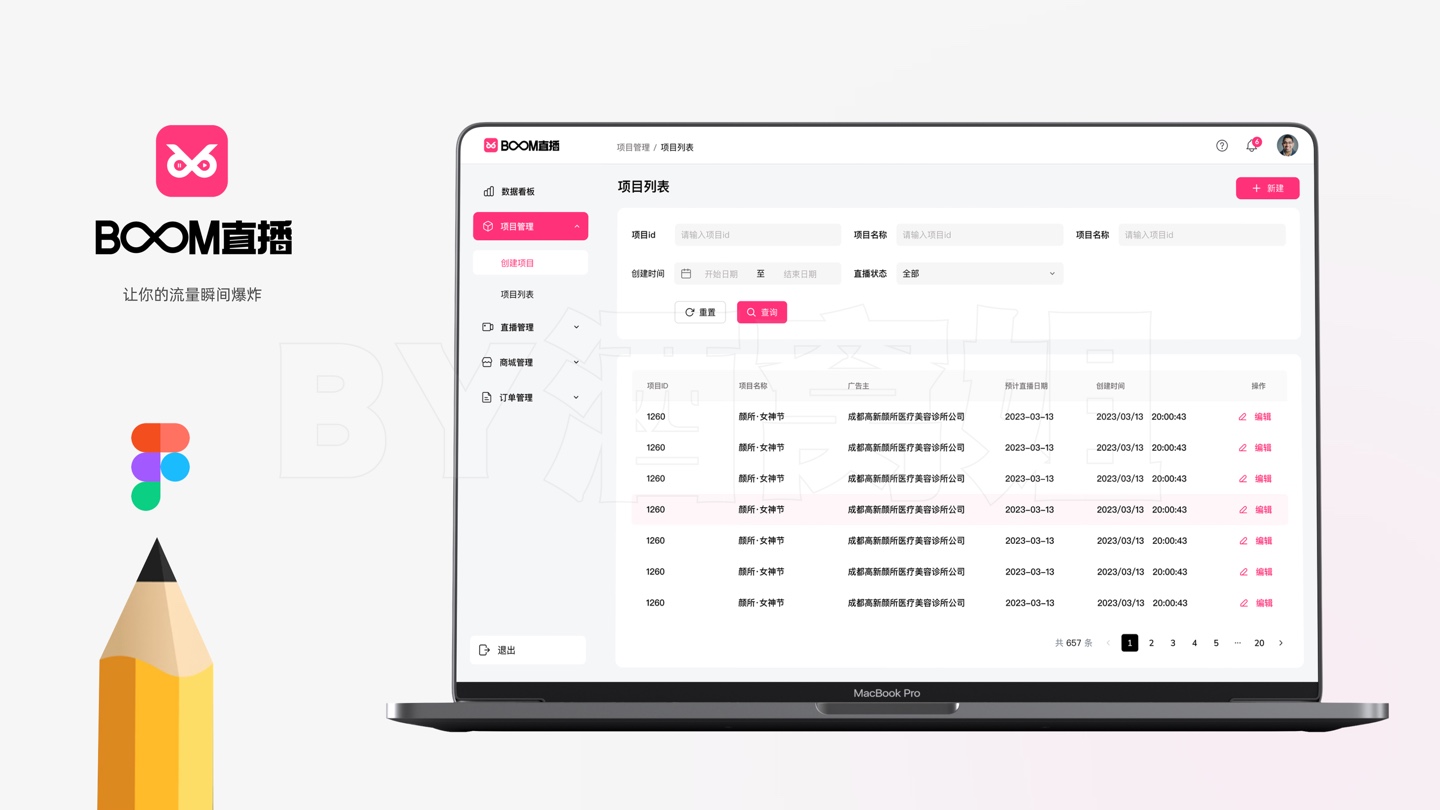 BOOM直播
让你的流量瞬间爆炸
BOOM直播
项目管理 / 项目列表
6
数据看板
项目管理
创建项目
项目列表
直播管理
商城管理
订单管理
退出
项目列表
新建
项目id 请输入项目id 项目名称 请输入项目id 项目名称 请输入项目id
创建时间 开始日期 至 结束日期 直播状态 全部
重置 查询
项目ID 项目名称 广告主 预计直播日期 创建时间 操作
1260 颜所·女神节 成都高新颜所医疗美容诊所公司 2023-03-13 2023/03/13 20:00:43 编辑
1260 颜所·女神节 成都高新颜所医疗美容诊所公司 2023-03-13 2023/03/13 20:00:43 编辑
1260 颜所·女神节 成都高新颜所医疗美容诊所公司 2023-03-13 2023/03/13 20:00:43 编辑
1260 颜所·女神节 成都高新颜所医疗美容诊所公司 2023-03-13 2023/03/13 20:00:43 编辑
1260 颜所·女神节 成都高新颜所医疗美容诊所公司 2023-03-13 2023/03/13 20:00:43 编辑
1260 颜所·女神节 成都高新颜所医疗美容诊所公司 2023-03-13 2023/03/13 20:00:43 编辑
1260 颜所·女神节 成都高新颜所医疗美容诊所公司 2023-03-13 2023/03/13 20:00:43 编辑
共 657 条 1 2 3 4 5 ··· 20
MacBook Pro
BY